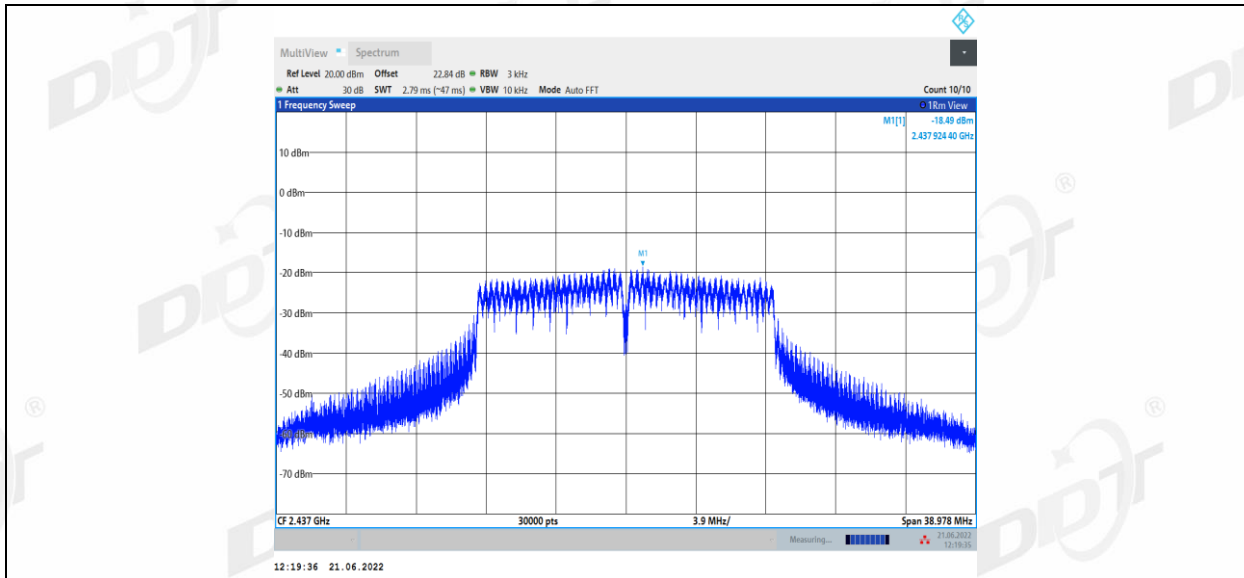 MultiView Spectrum
Ref Level 20.00 dBm Offset 22.84 dB RBW 3 kHz
Att 30 dB SWT 2.79 ms (~47 ms) VBW 10 kHz Mode Auto FFT Count 10/10
1 Frequency Sweep 1Rm View
M1[1] -18.49 dBm
2.437 924 40 GHz
10 dBm
0 dBm
-10 dBm
M1
-20 dBm
-30 dBm
-40 dBm
-50 dBm
-60 dBm
-70 dBm
CF 2.437 GHz 30000 pts 3.9 MHz/ Span 38.978 MHz
Measuring... 21.06.2022
12:19:35
12:19:36 21.06.2022
DDT
®